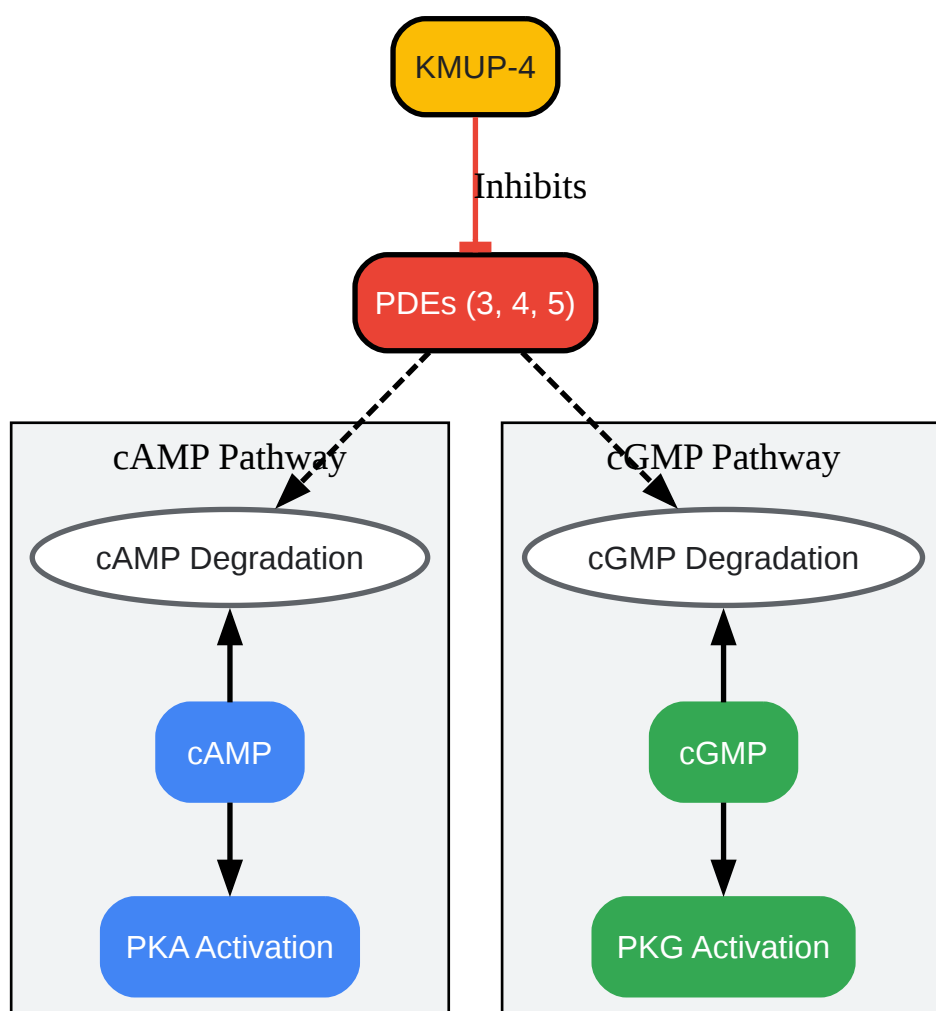 KMUP-4
Inhibits
PDEs (3, 4, 5)
cAMP Pathway
cAMP Degradation
cAMP
PKA Activation
cGMP Pathway
cGMP Degradation
cGMP
PKG Activation